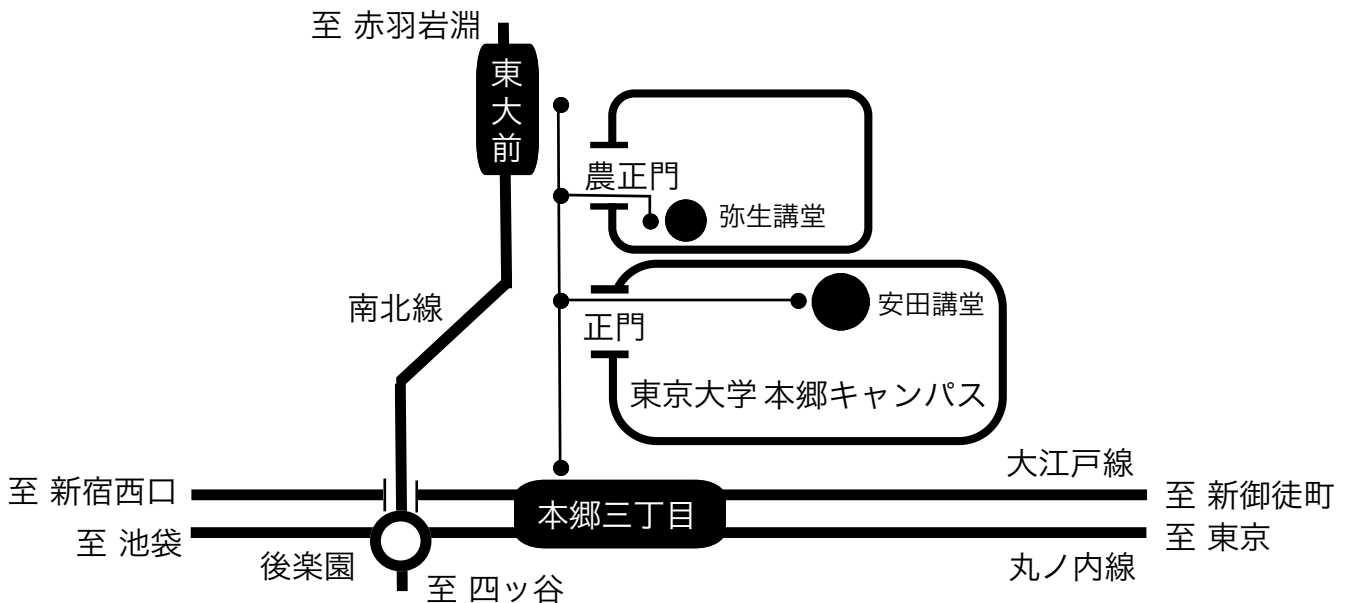 至 赤羽岩淵
東大前
農正門
弥生講堂
南北線
安田講堂
正門
東京大学 本郷キャンパス
大江戸線
至 新宿西口
至 新御徒町
本郷三丁目
至 池袋
至 東京
後楽園
丸ノ内線
至 四ッ谷